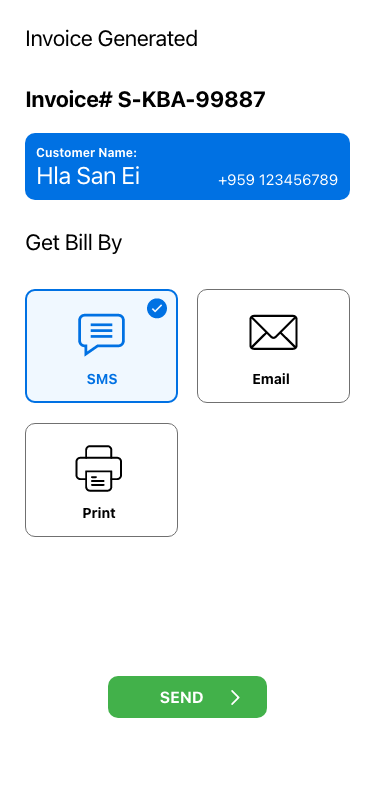 Invoice Generated
Invoice# S-KBA-99887
Customer Name:
Hla San Ei
+959 123456789
Get Bill By
SMS
Email
Print
SEND